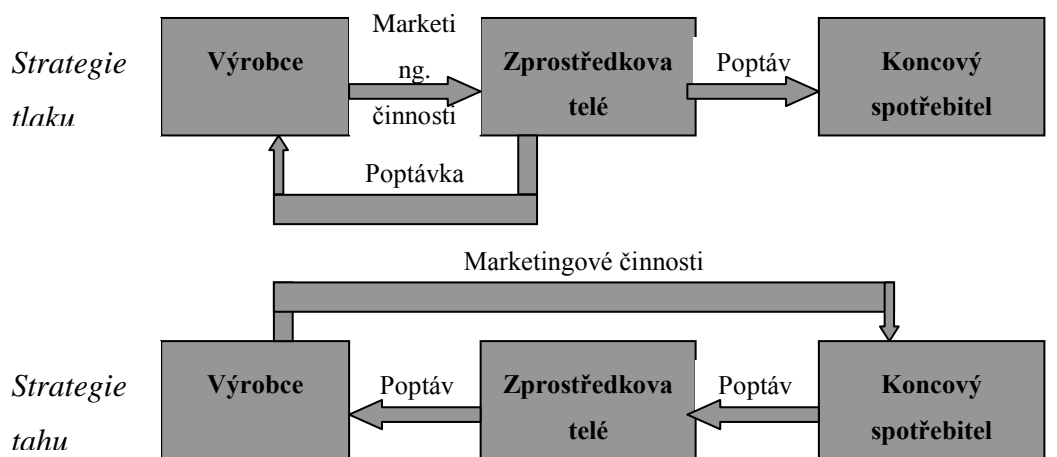 Strategie
tlaku
Výrobce
Marketi
ng.
činnosti
Zprostředkova
telé
Poptáv
Koncový
spotřebitel
Poptávka
Marketingové činnosti
Strategie
tahu
Výrobce
Poptáv
Zprostředkova
telé
Poptáv
Koncový
spotřebitel